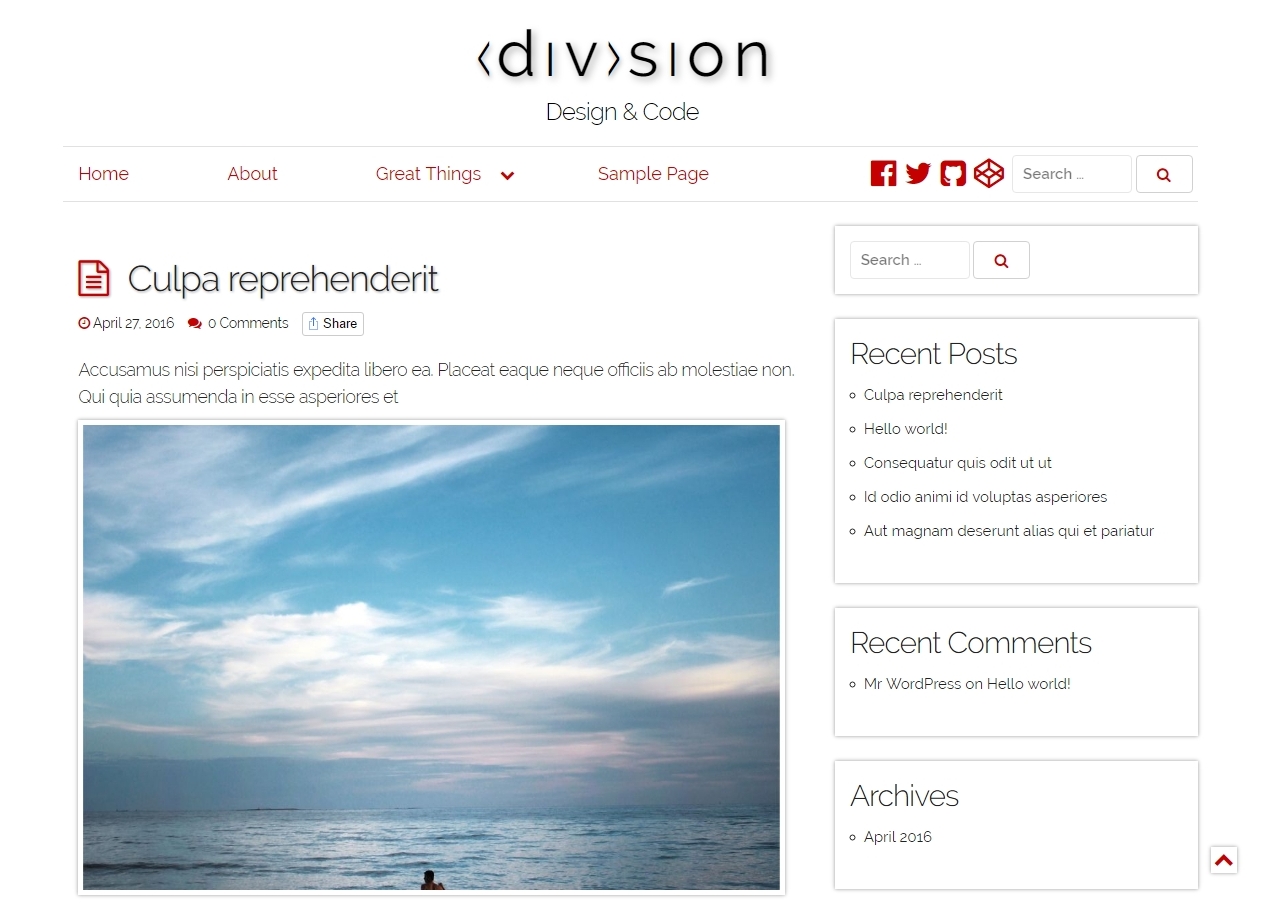 ‹dıv›sıon
Design & Code
Home About Great Things Sample Page Search ...
Search ...
Culpa reprehenderit
April 27, 2016 0 Comments Share
Accusamus nisi perspiciatis expedita libero ea. Placeat eaque neque officiis ab molestiae non.
Qui quia assumenda in esse asperiores et
Recent Posts
Culpa reprehenderit
Hello world!
Consequatur quis odit ut ut
Id odio animi id voluptas asperiores
Aut magnam deserunt alias qui et pariatur
Recent Comments
Mr WordPress on Hello world!
Archives
April 2016